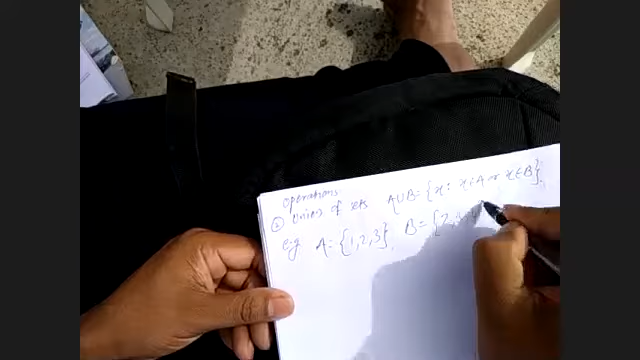 Operations
① Union of sets A∪B = {x: x∈A or x∈B}.
e.g A = {1,2,3}, B = {2,